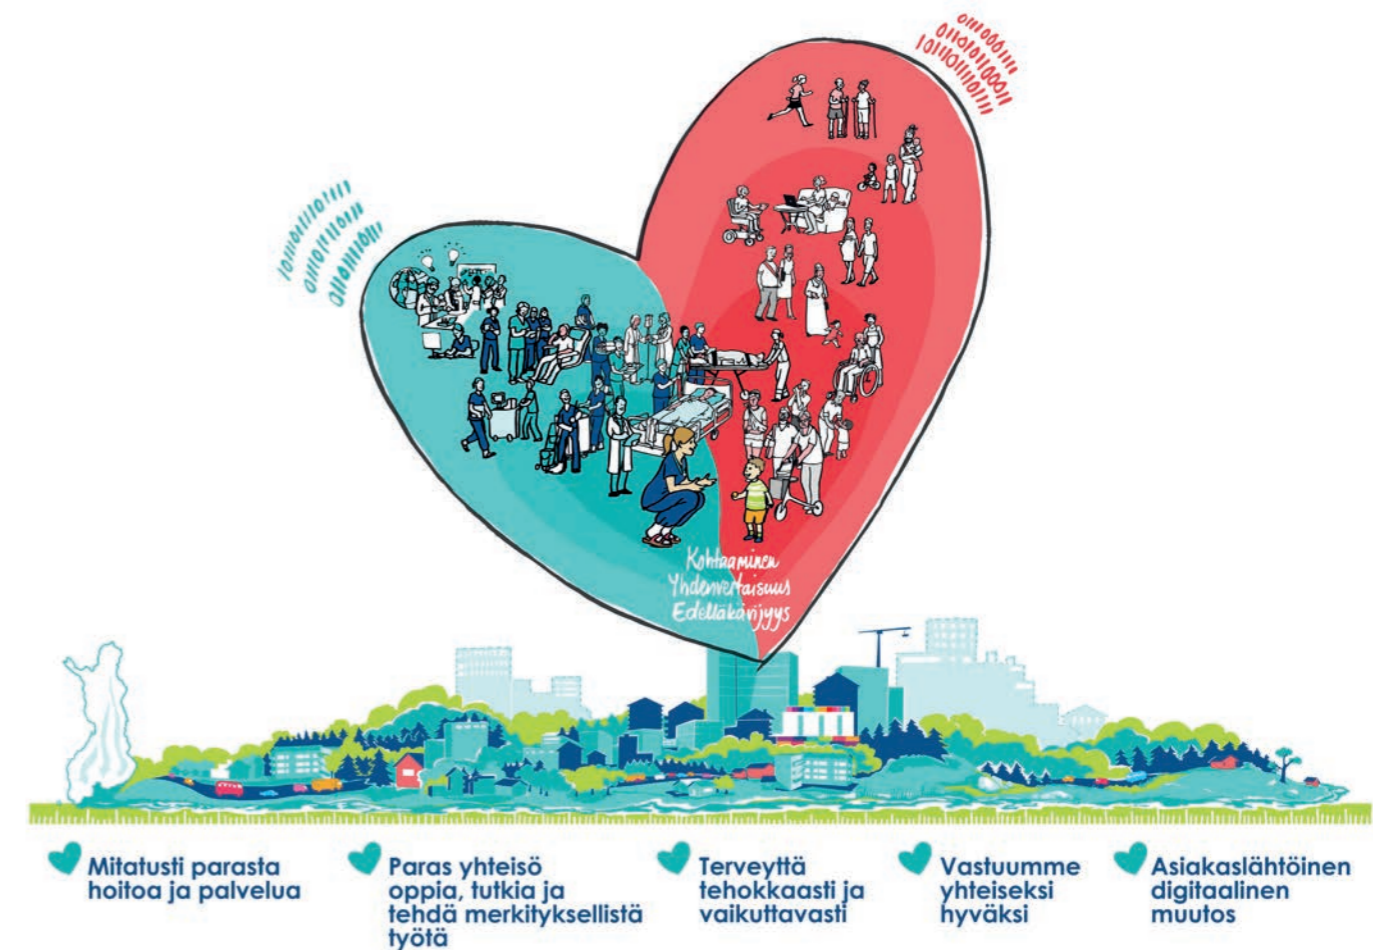 Kohtaaminen
Yhdenvertaisuus
Edelläkävijyys
Mitatusti parasta
hoitoa ja palvelua
Paras yhteisö
oppia, tutkia ja
tehdä merkityksellistä
työtä
Terveyttä
tehokkaasti ja
vaikuttavasti
Vastuumme
yhteiseksi
hyväksi
Asiakaslähtöinen
digitaalinen
muutos